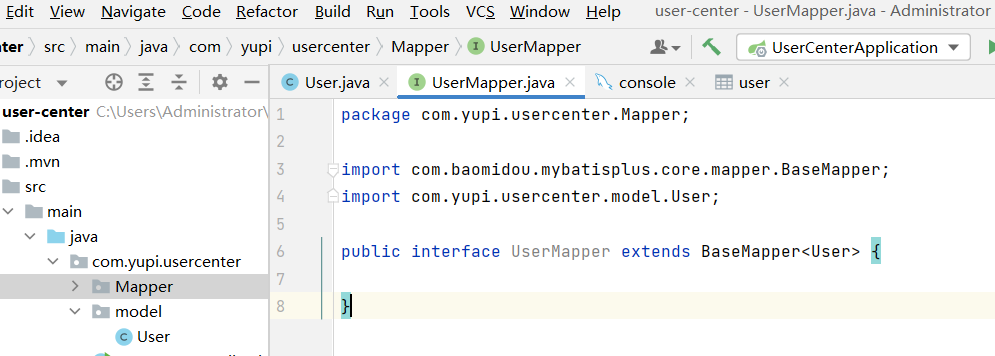 Edit View Navigate Code Refactor Build Run Tools VCS Window Help user-center - UserMapper.java - Administrator
ter src main java com yupi usercenter Mapper I UserMapper UserCenterApplication
roject C User.java I UserMapper.java console user
user-center C:\Users\Administrator\
.idea
.mvn
src
main
java
com.yupi.usercenter
Mapper
model
C User
1 package com.yupi.usercenter.Mapper;
2
3 import com.baomidou.mybatisplus.core.mapper.BaseMapper;
4 import com.yupi.usercenter.model.User;
5
6 public interface UserMapper extends BaseMapper<User> {
7
8 }